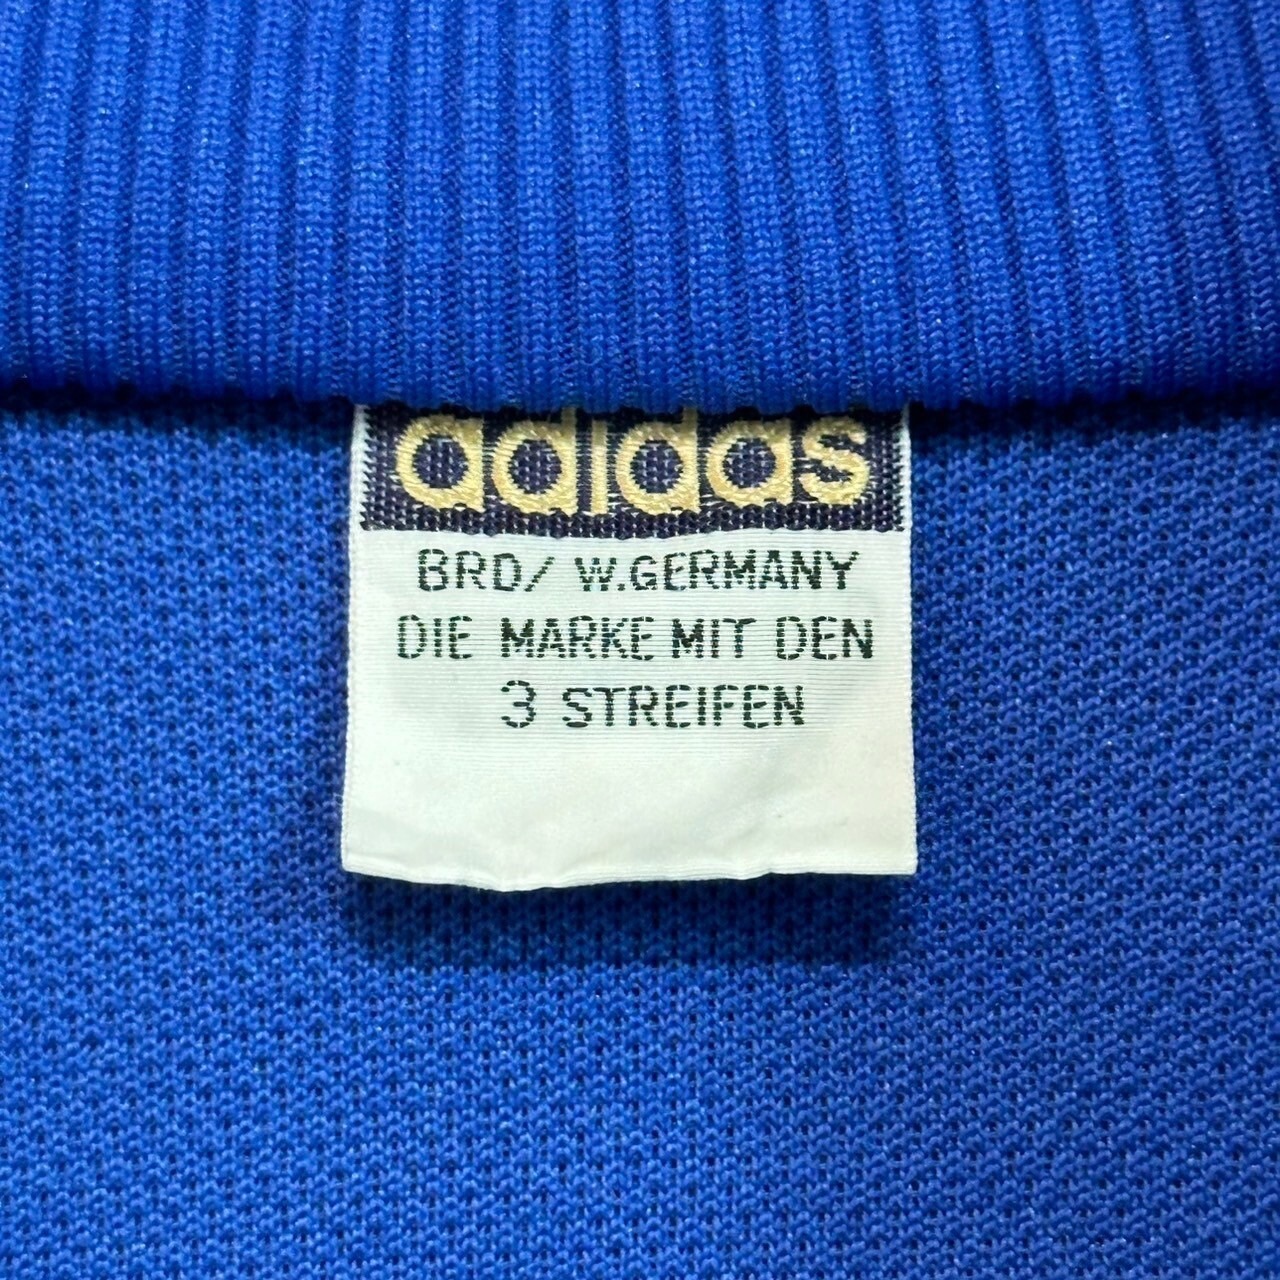 adidas
BRD/ W.GERMANY
DIE MARKE MIT DEN
3 STREIFEN